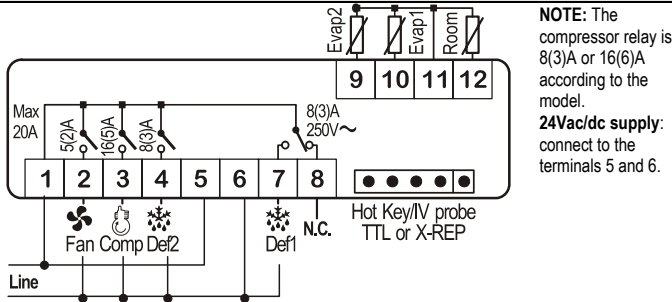 Evap2
Evap1
Room
9 10 11 12
Max
20A
5(2)A
16(5)A
8(3)A
8(3)A
250V~
1 2 3 4 5 6 7 8
Fan Comp Def2
Def1
N.C.
Hot Key/IV probe
TTL or X-REP
Line
NOTE: The
compressor relay is
8(3)A or 16(6)A
according to the
model.
24Vac/dc supply:
connect to the
terminals 5 and 6.